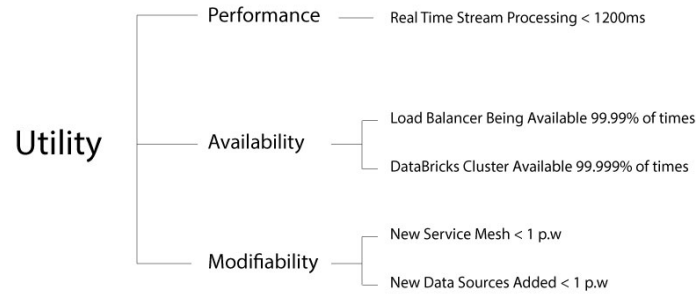 Performance
Real Time Stream Processing < 1200ms
Load Balancer Being Available 99.99% of times
Utility
Availability
DataBricks Cluster Available 99.999% of times
New Service Mesh < 1 p.w
Modifiability
New Data Sources Added < 1 p.w